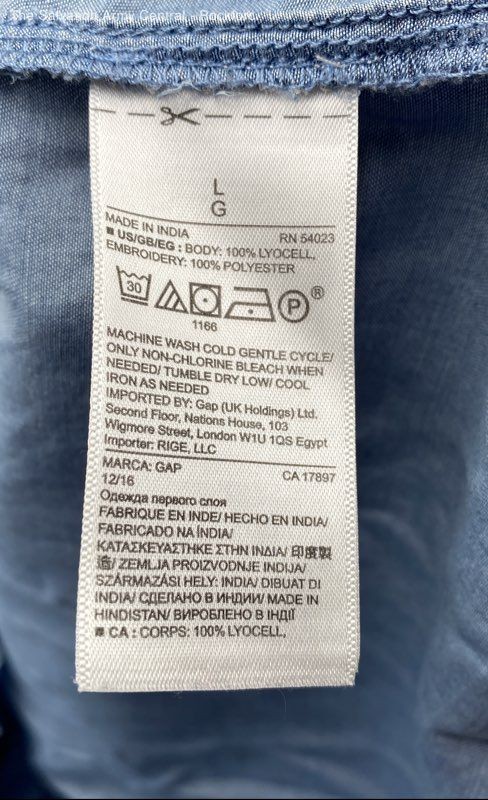 Salvation Army Central - Rockford
L
G
MADE IN INDIA RN 54023
■ US/GB/EG : BODY: 100% LYOCELL,
EMBROIDERY: 100% POLYESTER
30 P ®
1166
MACHINE WASH COLD GENTLE CYCLE/
ONLY NON-CHLORINE BLEACH WHEN
NEEDED/ TUMBLE DRY LOW/ COOL
IRON AS NEEDED
IMPORTED BY: Gap (UK Holdings) Ltd.
Second Floor, Nations House, 103
Wigmore Street, London W1U 1QS Egypt
Importer: RIGE, LLC
MARCA: GAP CA 17897
12/16
Одежда первого слоя
FABRIQUE EN INDE/ HECHO EN INDIA/
FABRICADO NA ÍNDIA/
ΚΑΤΑΣΚΕΥΑΣΤΗΚΕ ΣΤΗΝ ΙΝΔΙΑ/ 印度製
造/ ZEMLJA PROIZVODNJE INDIJA/
SZÁRMAZÁSI HELY: INDIA/ DIBUAT DI
INDIA/ СДЕЛАНО В ИНДИИ/ MADE IN
HINDISTAN/ ВИРОБЛЕНО В ІНДІЇ
■ CA : CORPS: 100% LYOCELL,